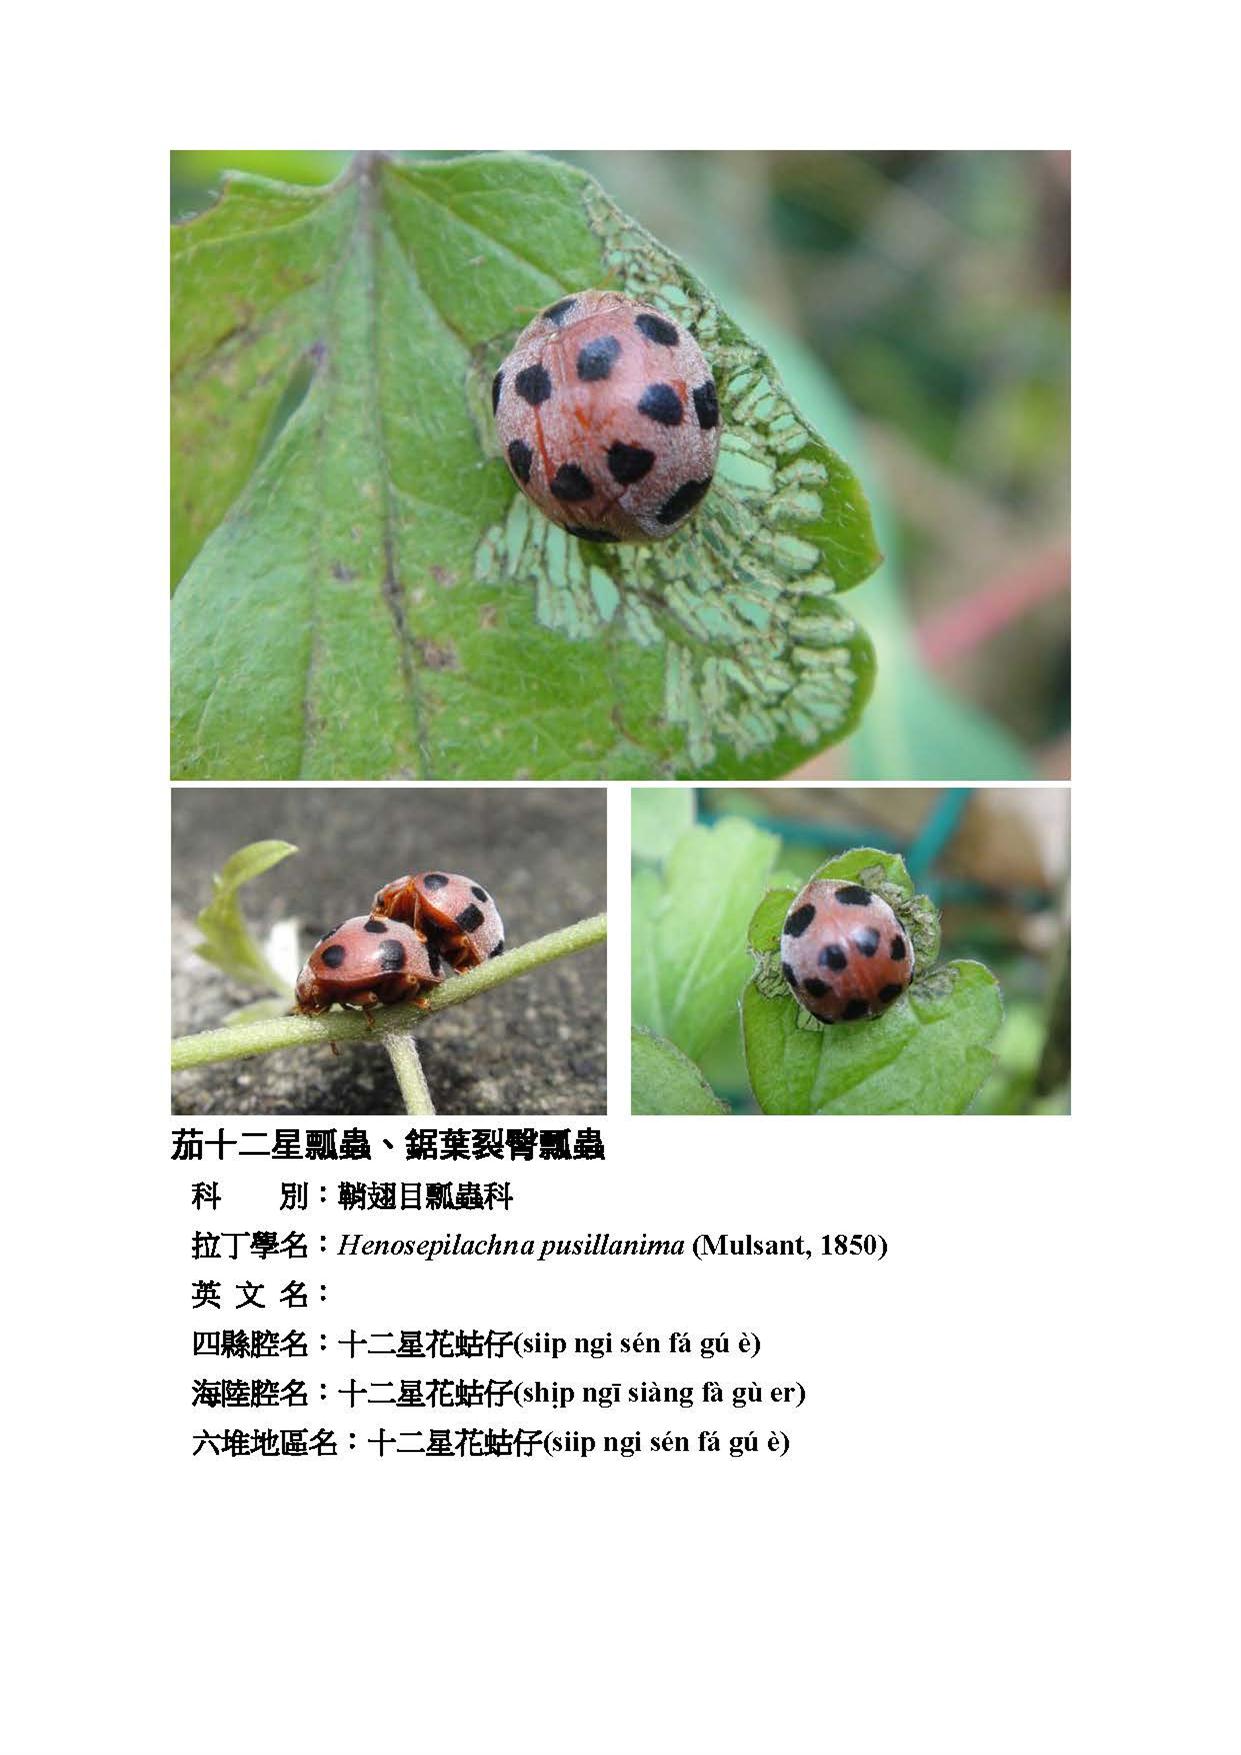 茄十二星瓢蟲、鋸葉裂臀瓢蟲
科　　別：鞘翅目瓢蟲科
拉丁學名：Henosepilachna pusillanima (Mulsant, 1850)
英 文 名：
四縣腔名：十二星花蛄仔(siip ngi sén fá gú è)
海陸腔名：十二星花蛄仔(shịp ngī siàng fà gù er)
六堆地區名：十二星花蛄仔(siip ngi sén fá gú è)